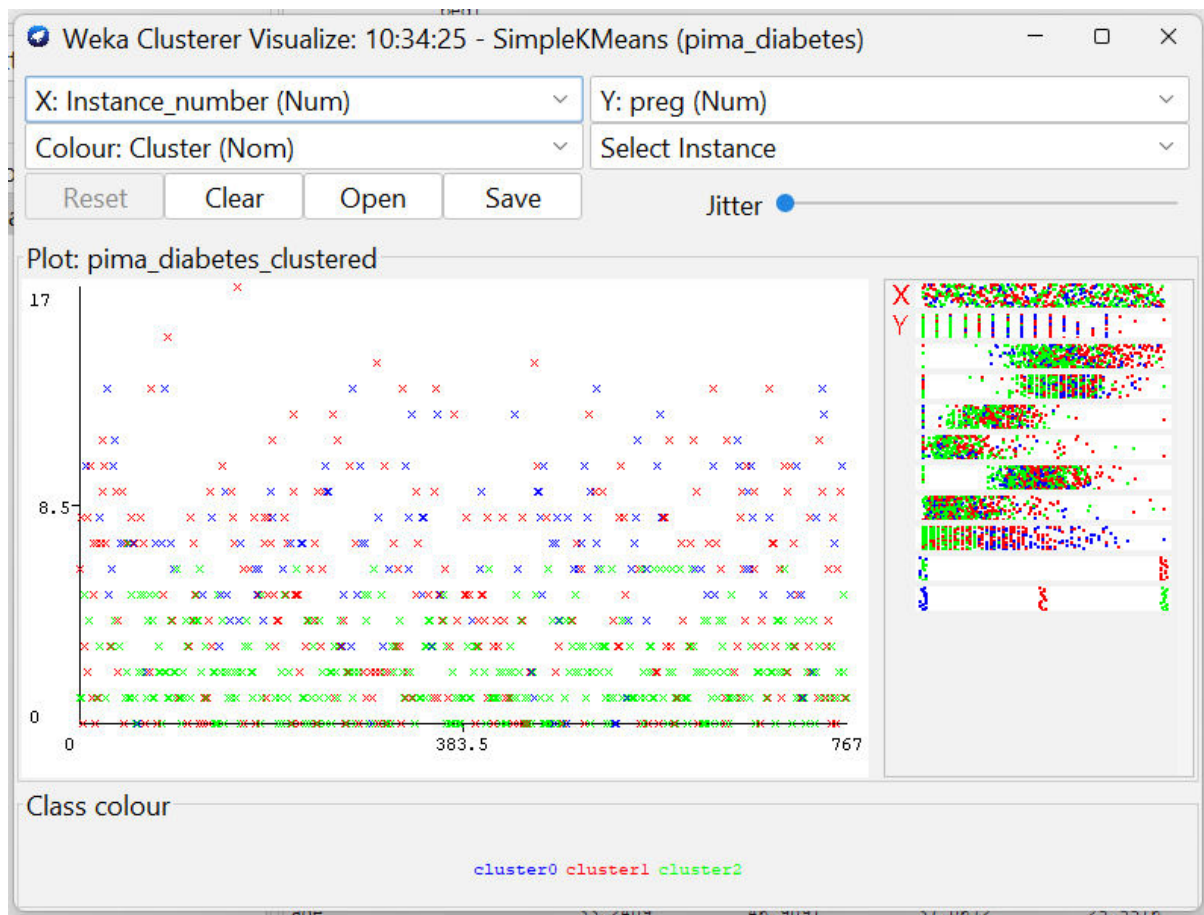 Weka Clusterer Visualize: 10:34:25 - SimpleKMeans (pima_diabetes)
X: Instance_number (Num) Y: preg (Num)
Colour: Cluster (Nom) Select Instance
Reset Clear Open Save Jitter
Plot: pima_diabetes_clustered
17
8.5
0
0 383.5 767
X
Y
Class colour
cluster0 cluster1 cluster2